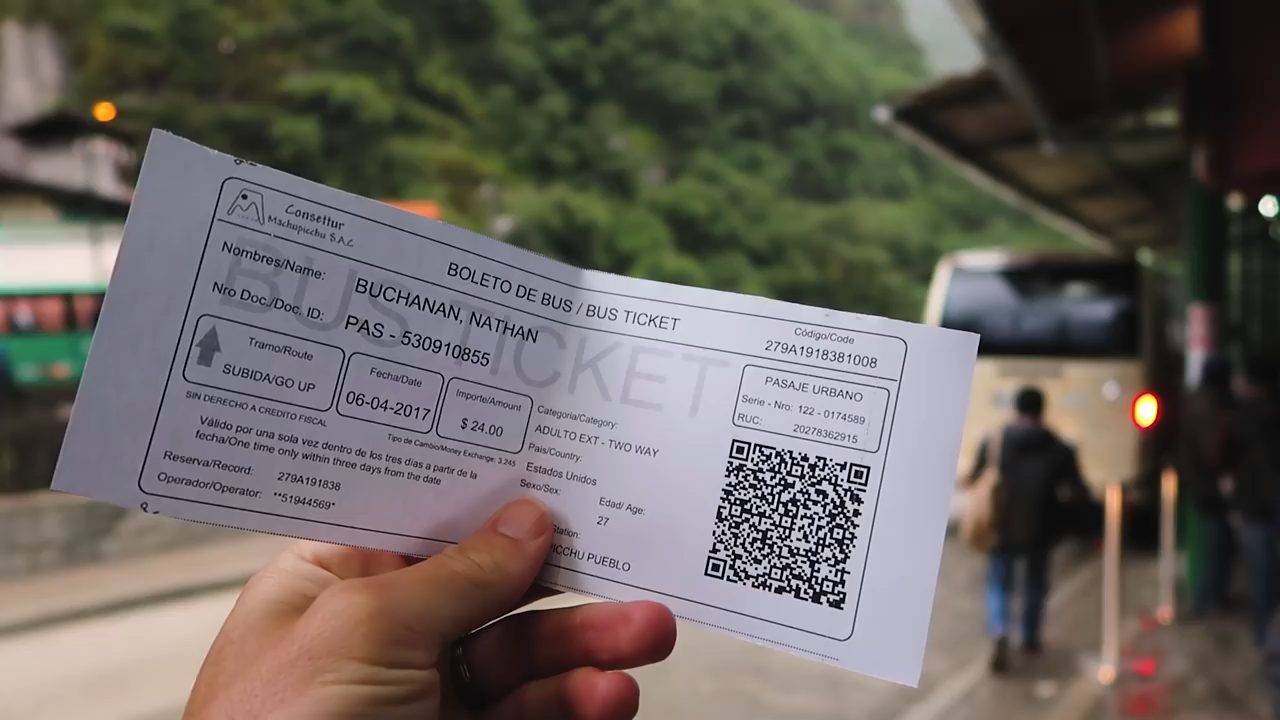 Consettur
Machupicchu S.A.C
BOLETO DE BUS / BUS TICKET
BUS TICKET
Nombres/Name: BUCHANAN, NATHAN
Nro Doc./Doc. ID: PAS - 530910855
Código/Code
279A1918381008
Tramo/Route
SUBIDA/GO UP
Fecha/Date
06-04-2017
Importe/Amount
$ 24.00
SIN DERECHO A CREDITO FISCAL
Tipo de Cambio/Money Exchange: 3.245
Válido por una sola vez dentro de los tres días a partir de la
fecha/One time only within three days from the date
Reserva/Record: 279A191838
Operador/Operator: **51944569*
Categoria/Category:
ADULTO EXT - TWO WAY
Pais/Country:
Estados Unidos
Sexo/Sex:
Edad/ Age:
27
PUEBLO
PASAJE URBANO
Serie - Nro: 122 - 0174589
RUC: 20278362915